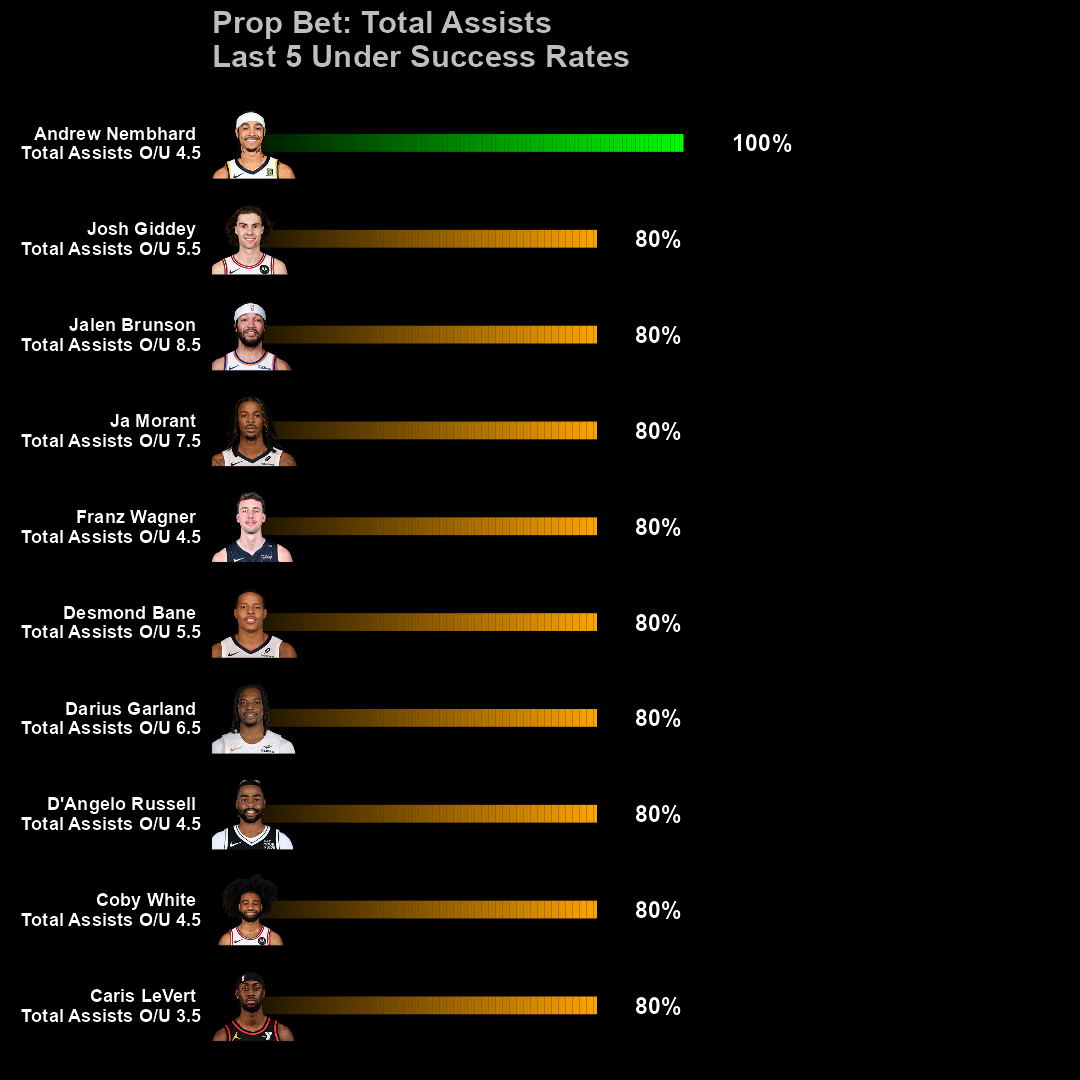 Prop Bet: Total Assists
Last 5 Under Success Rates
Andrew Nembhard
Total Assists O/U 4.5
100%
Josh Giddey
Total Assists O/U 5.5
80%
Jalen Brunson
Total Assists O/U 8.5
80%
Ja Morant
Total Assists O/U 7.5
80%
Franz Wagner
Total Assists O/U 4.5
80%
Desmond Bane
Total Assists O/U 5.5
80%
Darius Garland
Total Assists O/U 6.5
80%
D'Angelo Russell
Total Assists O/U 4.5
80%
Coby White
Total Assists O/U 4.5
80%
Caris LeVert
Total Assists O/U 3.5
80%